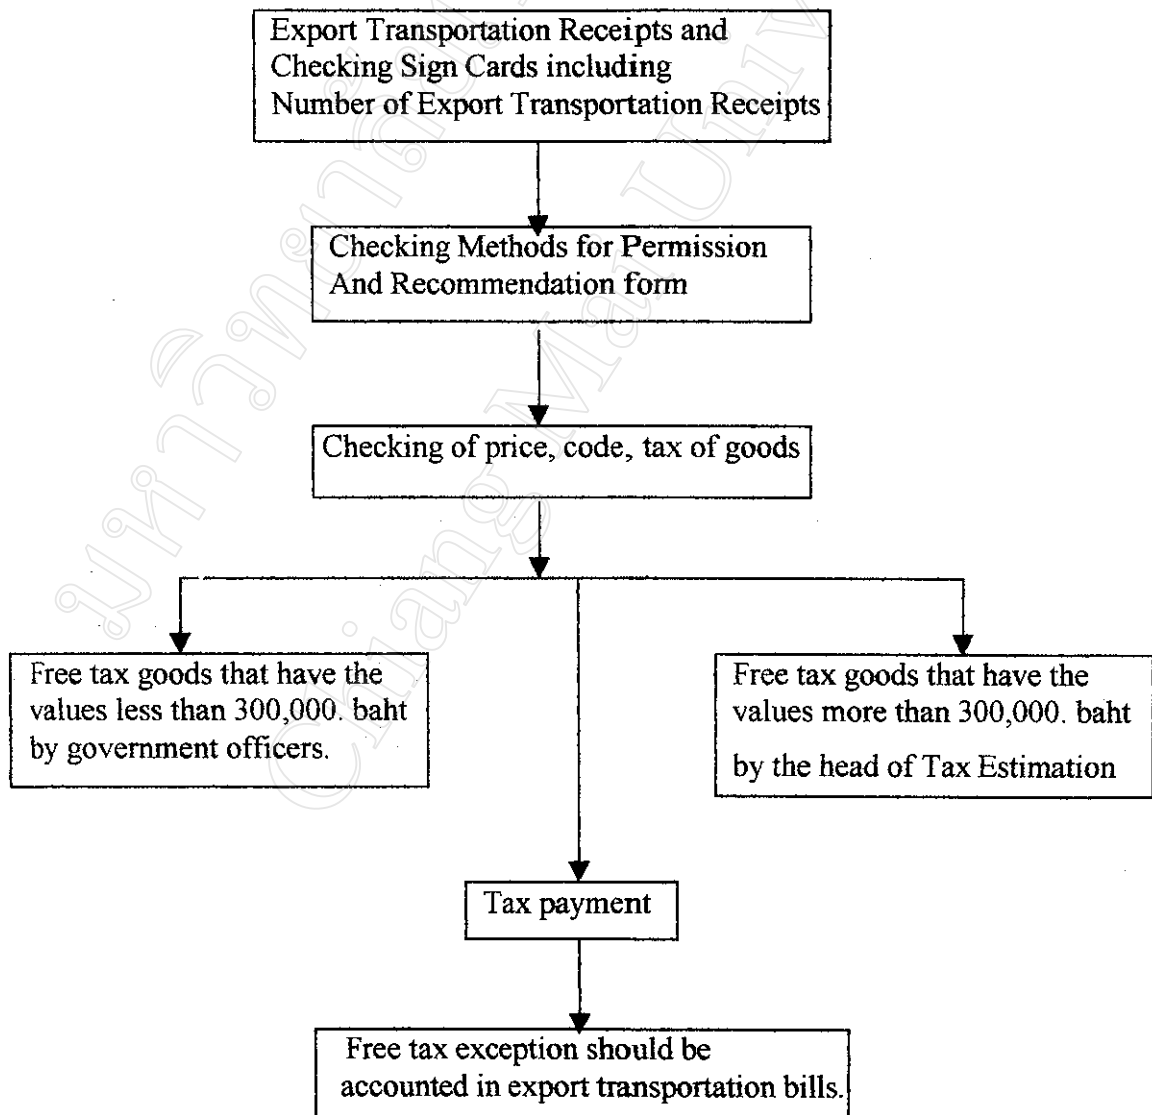 Export Transportation Receipts and
Checking Sign Cards including
Number of Export Transportation Receipts
Checking Methods for Permission
And Recommendation form
Checking of price, code, tax of goods
Free tax goods that have the
values less than 300,000. baht
by government officers.
Free tax goods that have the
values more than 300,000. baht
by the head of Tax Estimation
Tax payment
Free tax exception should be
accounted in export transportation bills.
Chiang Mai Univ